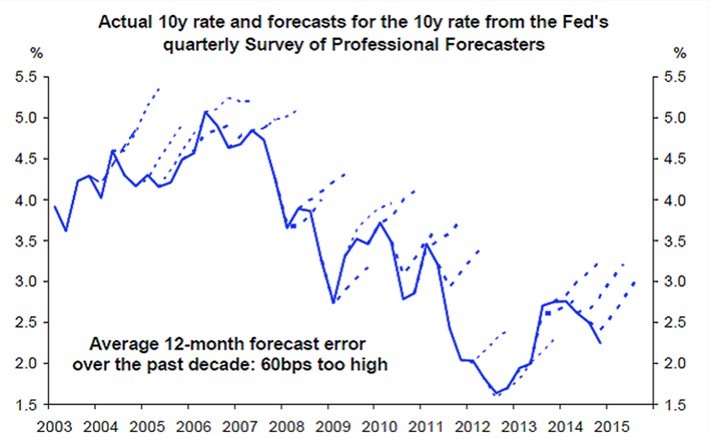 Actual 10y rate and forecasts for the 10y rate from the Fed's
quarterly Survey of Professional Forecasters
% %
5.5 5.5
5.0 5.0
4.5 4.5
4.0 4.0
3.5 3.5
3.0 3.0
2.5 2.5
Average 12-month forecast error
2.0 2.0
over the past decade: 60bps too high
1.5 1.5
2003 2004 2005 2006 2007 2008 2009 2010 2011 2012 2013 2014 2015